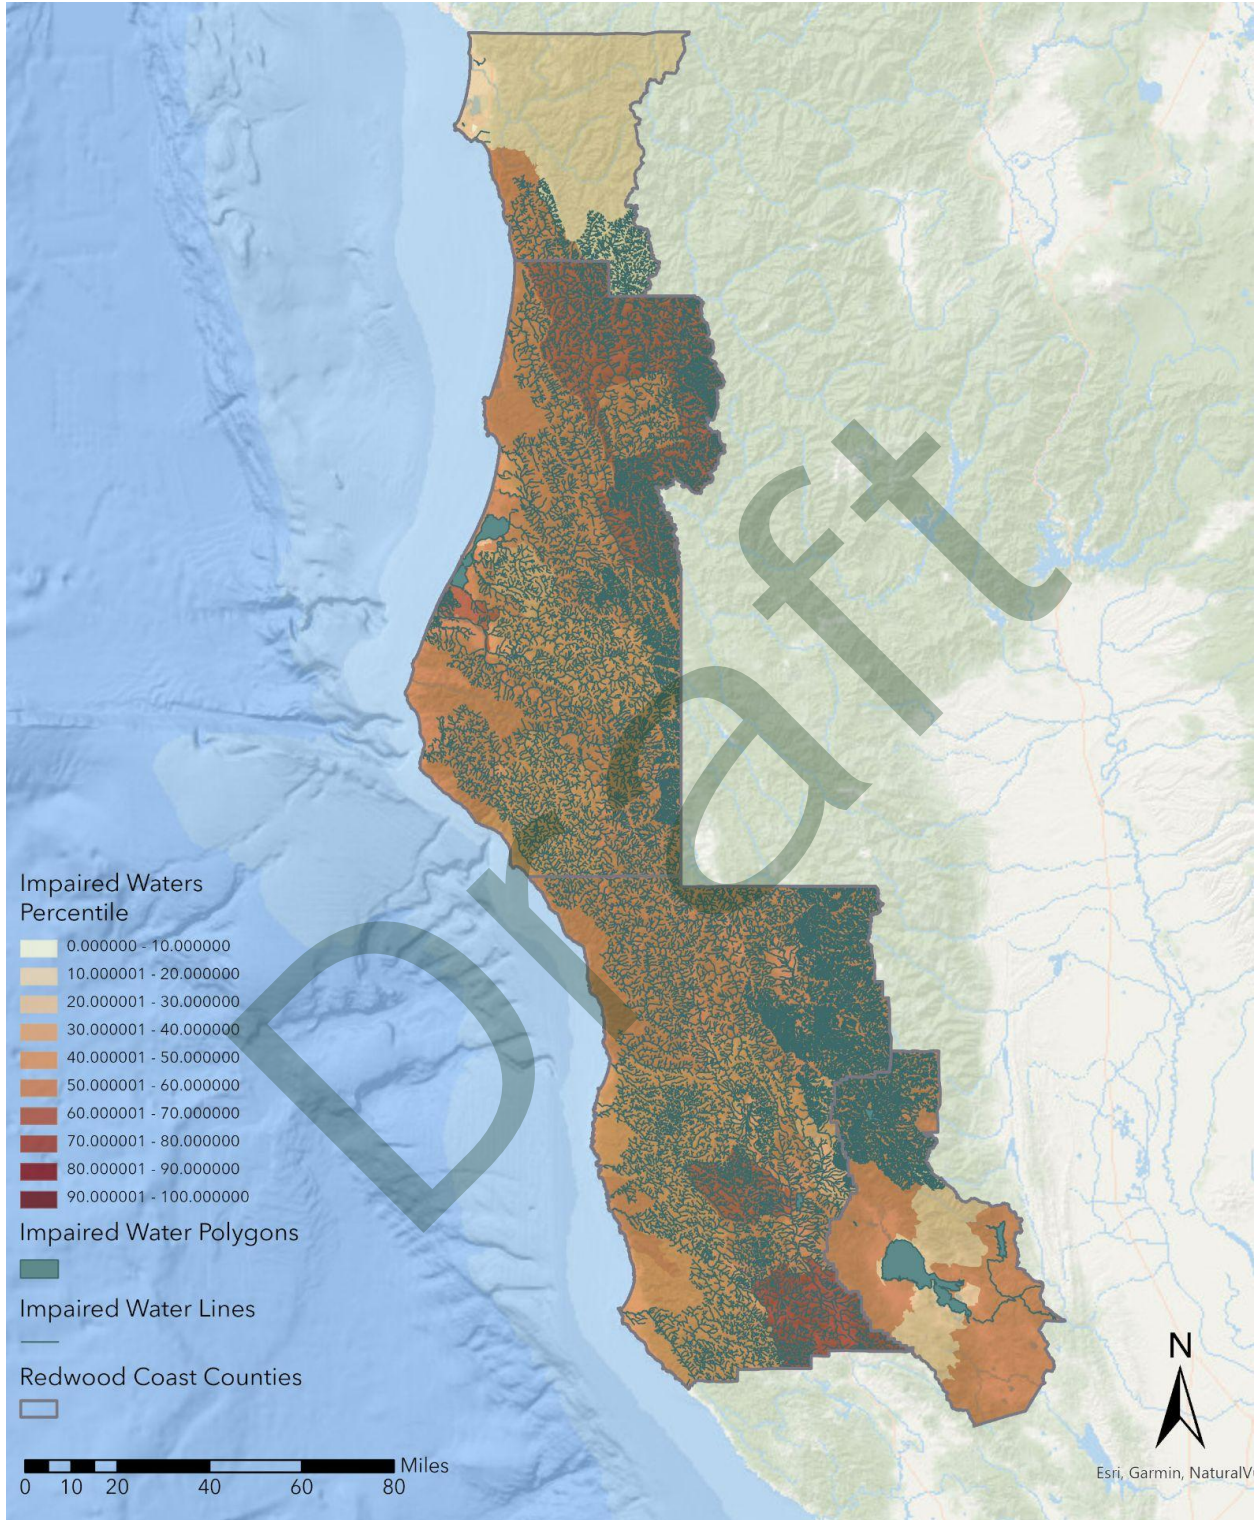 Draft
Impaired Waters
Percentile
0.000000 - 10.000000
10.000001 - 20.000000
20.000001 - 30.000000
30.000001 - 40.000000
40.000001 - 50.000000
50.000001 - 60.000000
60.000001 - 70.000000
70.000001 - 80.000000
80.000001 - 90.000000
90.000001 - 100.000000
Impaired Water Polygons
Impaired Water Lines
Redwood Coast Counties
N
Miles
0 10 20 40 60 80
Esri, Garmin, NaturalV